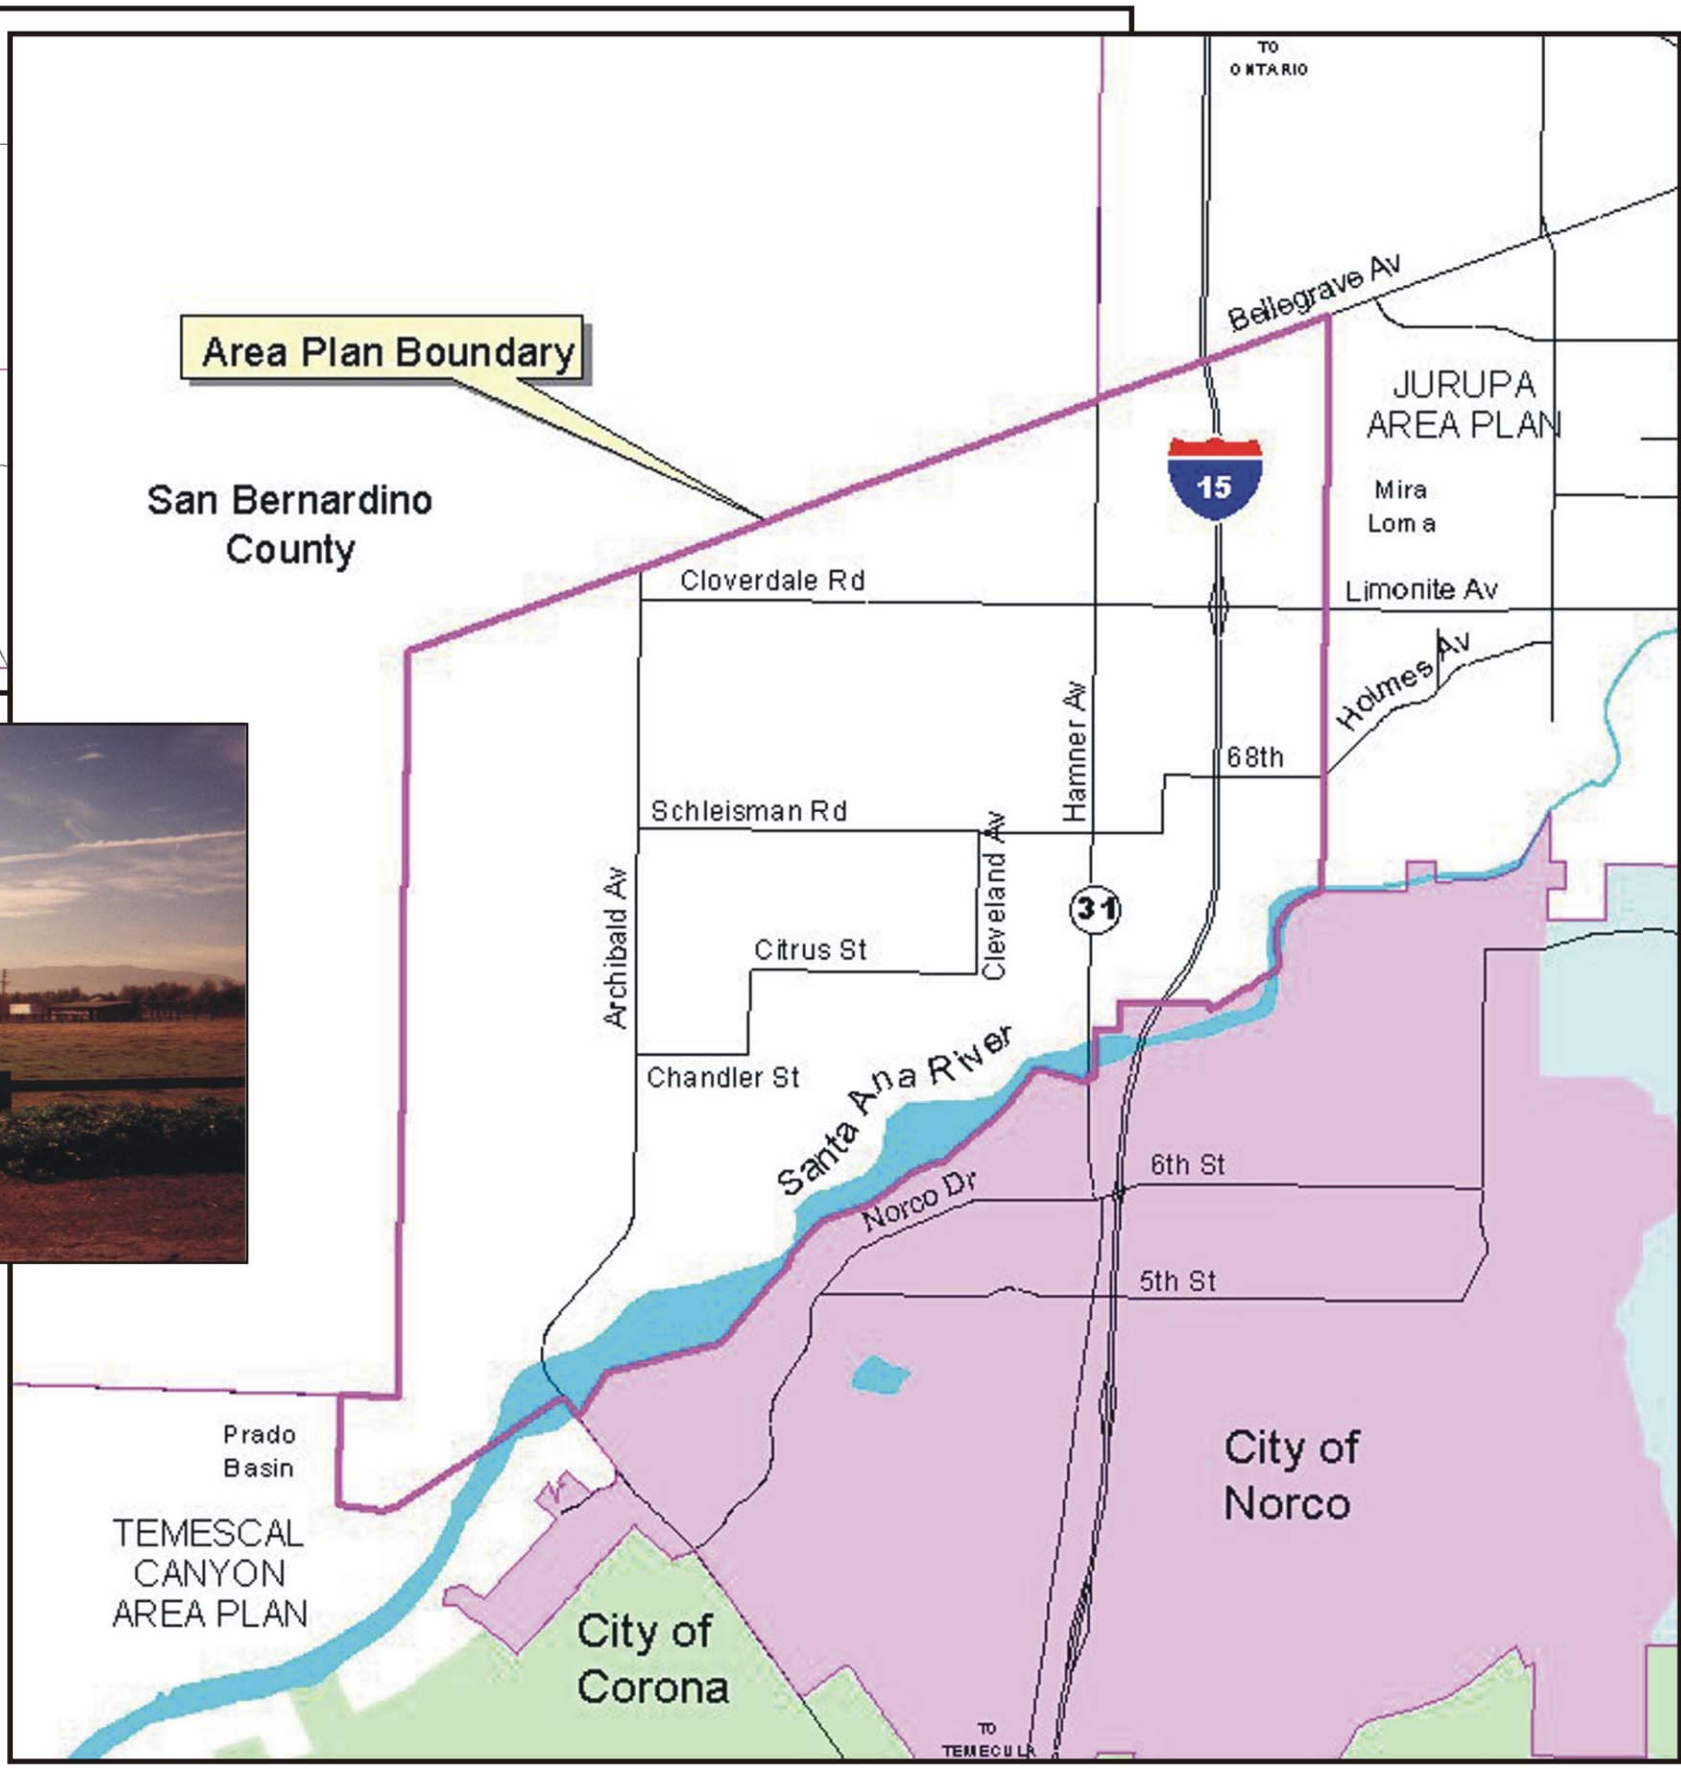 TO
ONTARIO
Bellegrave Av
Area Plan Boundary
JURUPA
AREA PLAN
15
San Bernardino
County
Mira
Loma
Cloverdale Rd
Limonite Av
Holmes Av
Hamner Av
68th
Schleisman Rd
Cleveland Av
Archibald Av
31
Citrus St
Santa Ana River
Chandler St
6th St
Norco Dr
5th St
Prado
Basin
City of
Norco
TEMESCAL
CANYON
AREA PLAN
City of
Corona
TO
TEMECULA